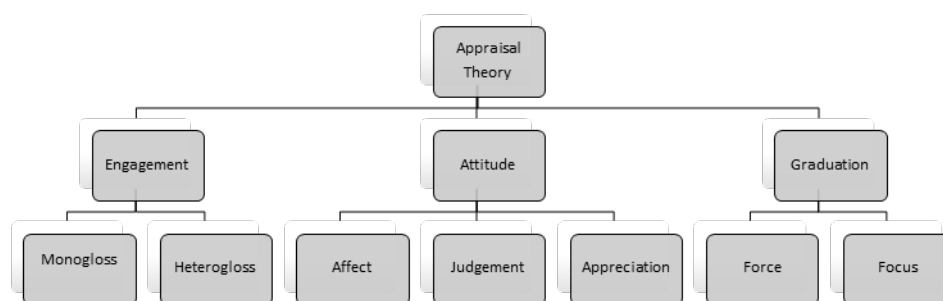 Appraisal
Theory
Engagement
Attitude
Graduation
Monogloss
Heterogloss
Affect
Judgement
Appreciation
Force
Focus